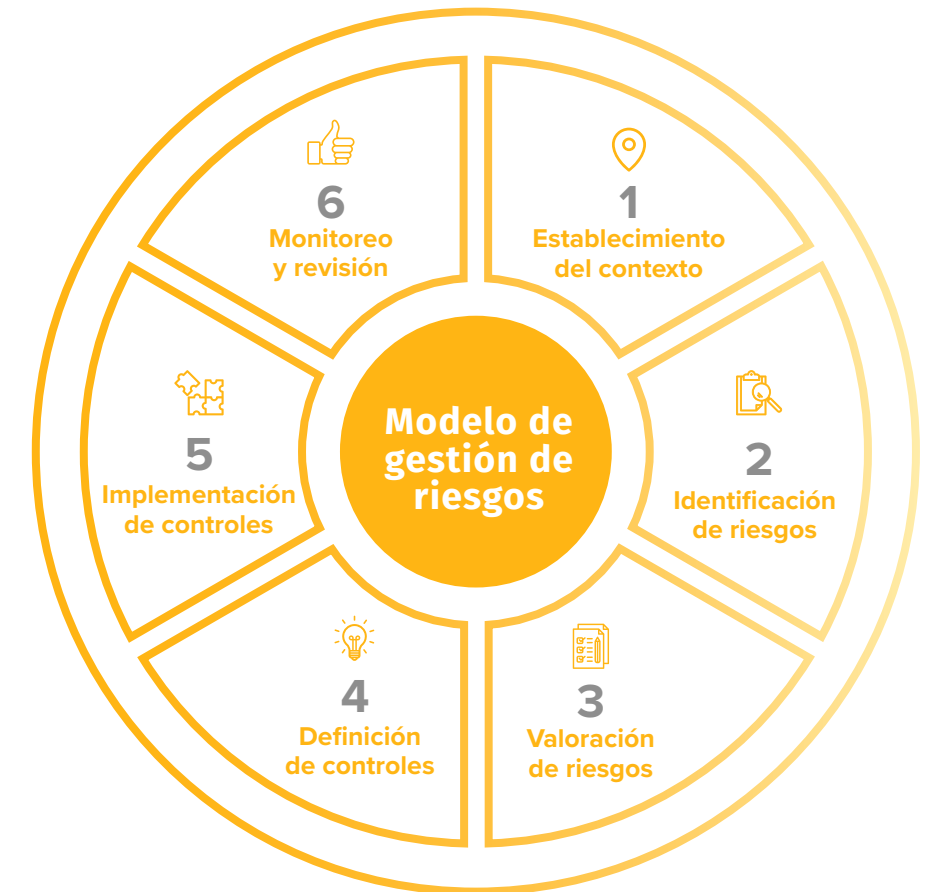 Modelo de
gestión de
riesgos
1
Establecimiento
del contexto
2
Identificación
de riesgos
3
Valoración
de riesgos
4
Definición
de controles
5
Implementación
de controles
6
Monitoreo
y revisión